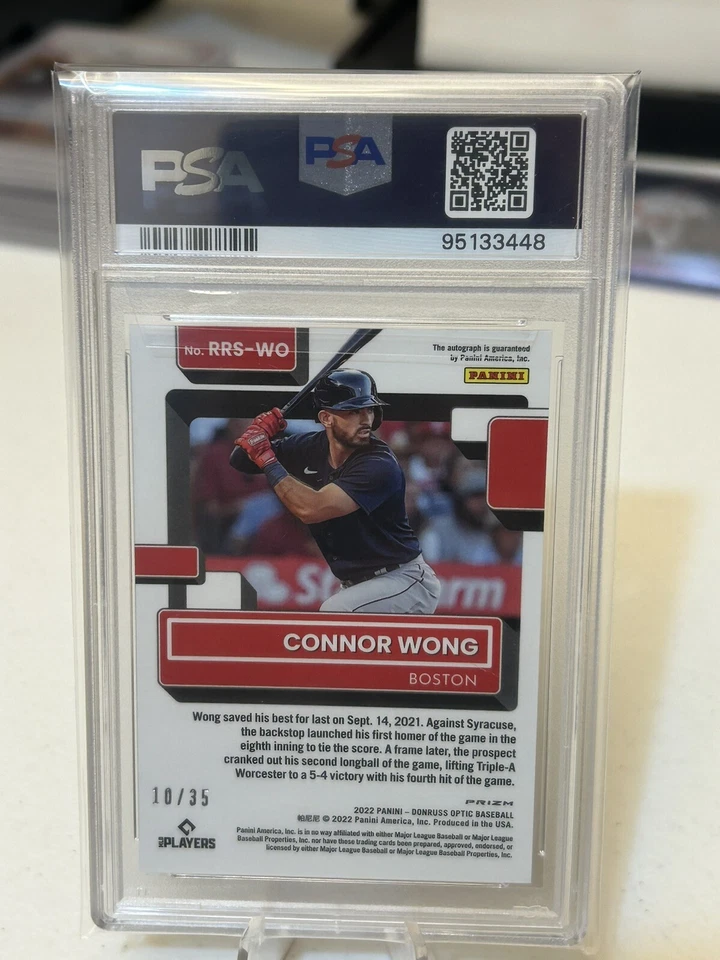 PSA
PSA
95133448
No. RRS-WO
The autograph is guaranteed
by Panini America, Inc.
PANINI
St
rm
CONNOR WONG
BOSTON
Wong saved his best for last on Sept. 14, 2021. Against Syracuse,
the backstop launched his first homer of the game in the
eighth inning to tie the score. A frame later, the prospect
cranked out his second longball of the game, lifting Triple-A
Worcester to a 5-4 victory with his fourth hit of the game.
10/35
PRIZM
2022 PANINI – DONRUSS OPTIC BASEBALL
帕尼尼 © 2022 Panini America, Inc. Produced in the USA.
PLAYERS
Panini America, Inc. is in no way affiliated with either Major League Baseball or Major League
Baseball Properties, Inc. nor have these trading cards been prepared, approved, endorsed, or
licensed by either Major League Baseball or Major League Baseball Properties, Inc.